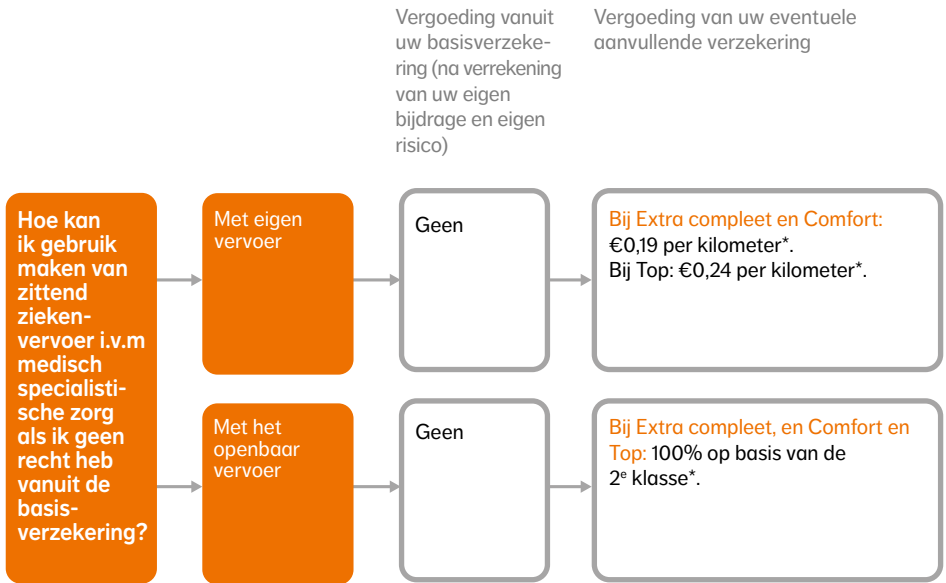 Vergoeding vanuit
uw basisverzeke-
ring (na verrekening
van uw eigen
bijdrage en eigen
risico)
Vergoeding van uw eventuele
aanvullende verzekering
Hoe kan
ik gebruik
maken van
zittend
zieken-
vervoer i.v.m
medisch
specialisti-
sche zorg
als ik geen
recht heb
vanuit de
basis-
verzekering?
Met eigen
vervoer
Geen
Bij Extra compleet en Comfort:
€0,19 per kilometer*.
Bij Top: €0,24 per kilometer*.
Met het
openbaar
vervoer
Geen
Bij Extra compleet, en Comfort en
Top: 100% op basis van de
2e klasse*.